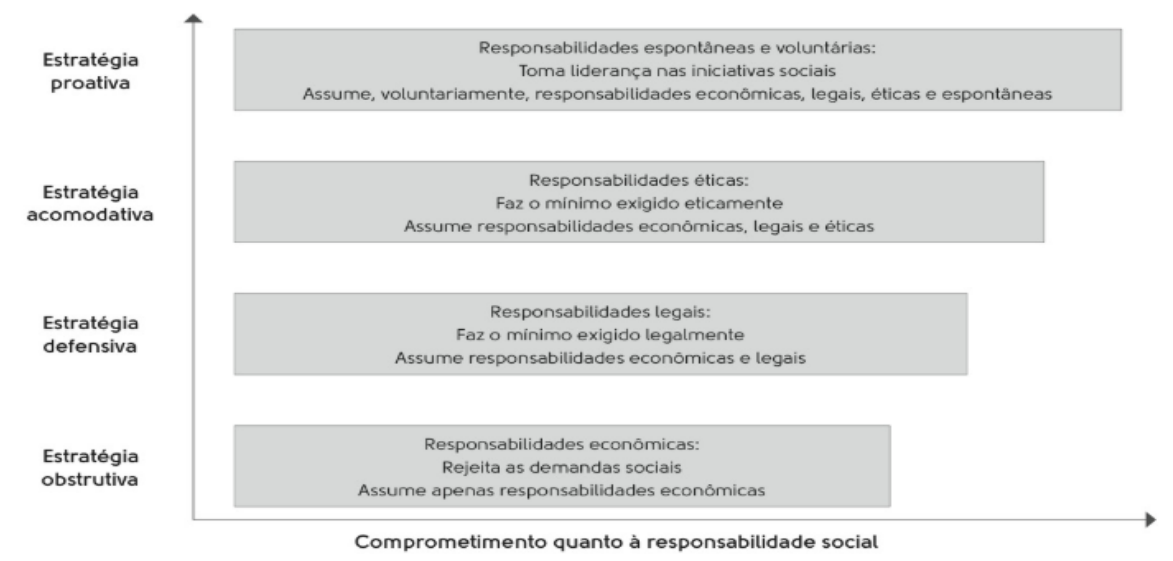 Estratégia
proativa
Responsabilidades espontâneas e voluntárias:
Toma liderança nas iniciativas sociais
Assume, voluntariamente, responsabilidades econômicas, legais, éticas e espontâneas
Estratégia
acomodativa
Responsabilidades éticas:
Faz o mínimo exigido eticamente
Assume responsabilidades econômicas, legais e éticas
Estratégia
defensiva
Responsabilidades legais:
Faz o mínimo exigido legalmente
Assume responsabilidades econômicas e legais
Estratégia
obstrutiva
Responsabilidades econômicas:
Rejeita as demandas sociais
Assume apenas responsabilidades econômicas
Comprometimento quanto à responsabilidade social